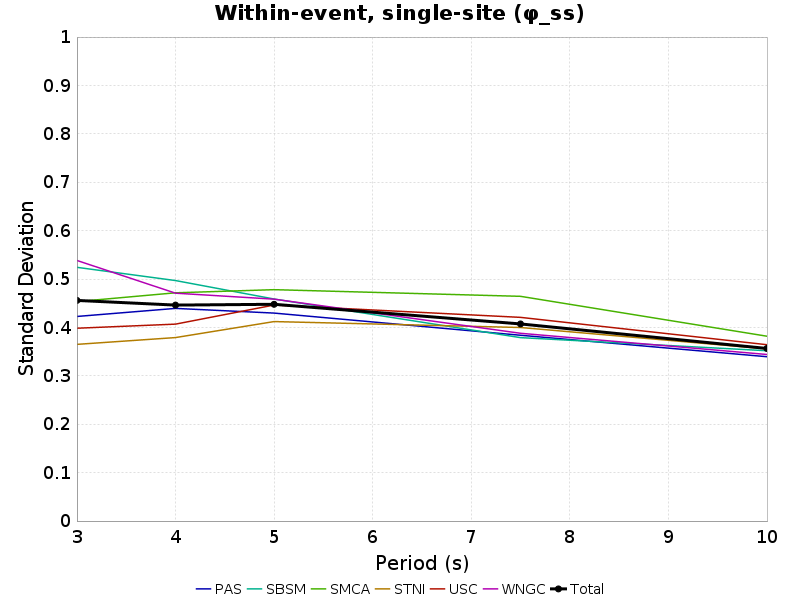 Within-event, single-site (φ_ss)
1
0.9
0.8
0.7
0.6
0.5
0.4
0.3
0.2
0.1
0
Standard Deviation
3 4 5 6 7 8 9 10
Period (s)
PAS SBSM SMCA STNI USC WNGC Total